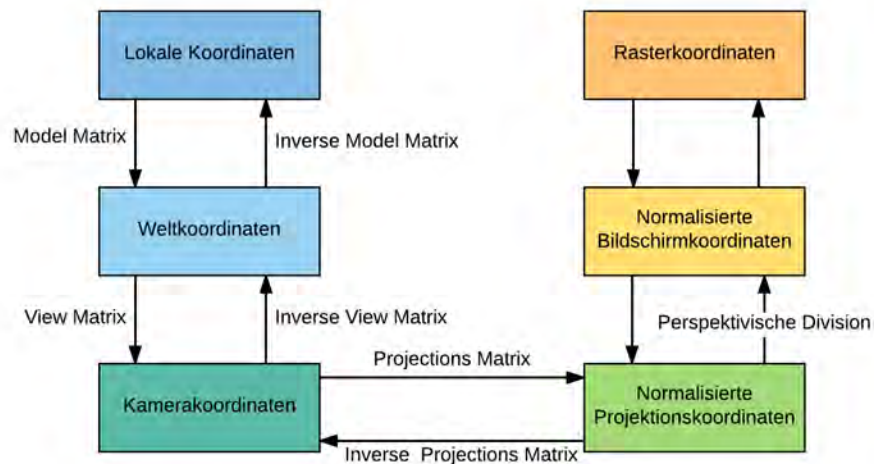 Lokale Koordinaten
Rasterkoordinaten
Model Matrix
Inverse Model Matrix
Weltkoordinaten
Normalisierte
Bildschirmkoordinaten
View Matrix
Inverse View Matrix
Perspektivische Division
Projections Matrix
Kamerakoordinaten
Normalisierte
Projektionskoordinaten
Inverse Projections Matrix